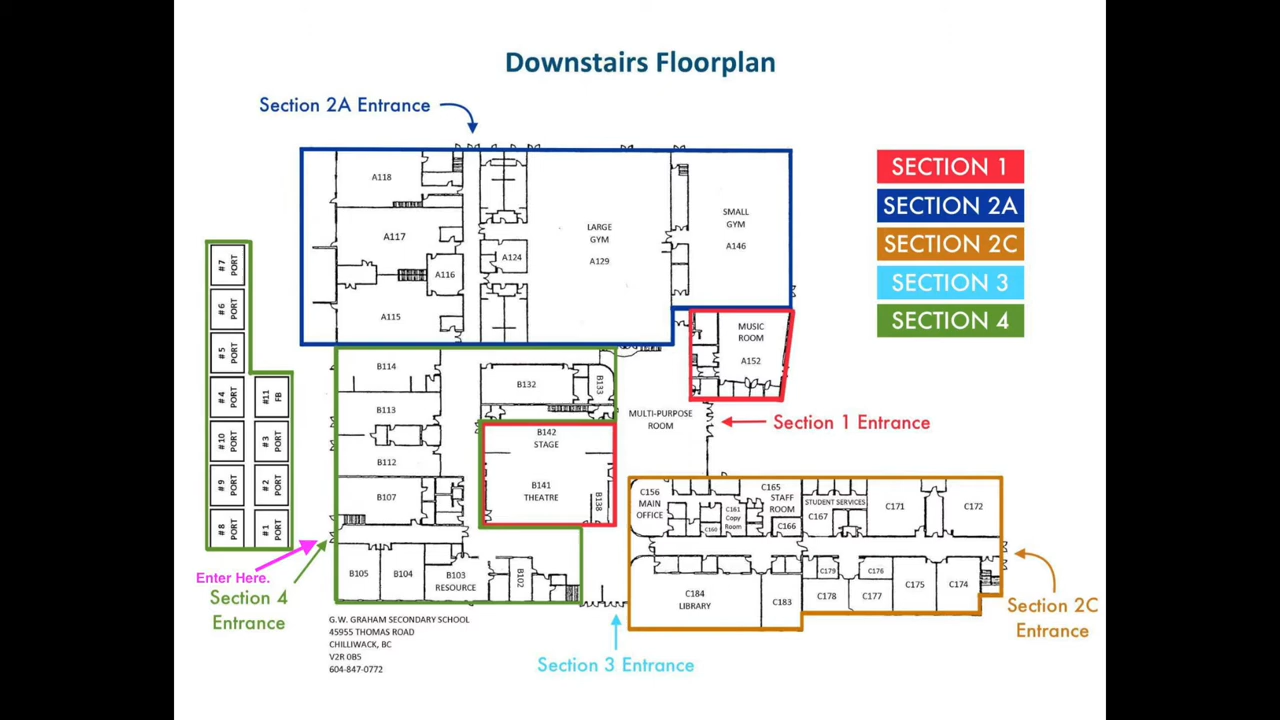 Downstairs Floorplan
Section 2A Entrance
SECTION 1
SECTION 2A
SECTION 2C
SECTION 3
SECTION 4
A118
A117
A116
A115
A124
LARGE
GYM
A129
SMALL
GYM
A146
MUSIC
ROOM
A152
#7 PORT
#6 PORT
#5 PORT
#4 PORT
#10 PORT
#9 PORT
#8 PORT
#11 FB
#3 PORT
#2 PORT
#1 PORT
B114
B113
B112
B107
B132
B133
B142
STAGE
B141
THEATRE
B138
MULTI-PURPOSE
ROOM
Section 1 Entrance
C156
MAIN
OFFICE
C160
C161
Copy
Room
C165
STAFF
ROOM
C166
STUDENT SERVICES
C167
C171
C172
B105
B104
B103
RESOURCE
B102
C184
LIBRARY
C183
C179
C178
C176
C177
C175
C174
Enter Here.
Section 4
Entrance
Section 2C
Entrance
Section 3 Entrance
G.W. GRAHAM SECONDARY SCHOOL
45955 THOMAS ROAD
CHILLIWACK, BC
V2R 0B5
604-847-0772